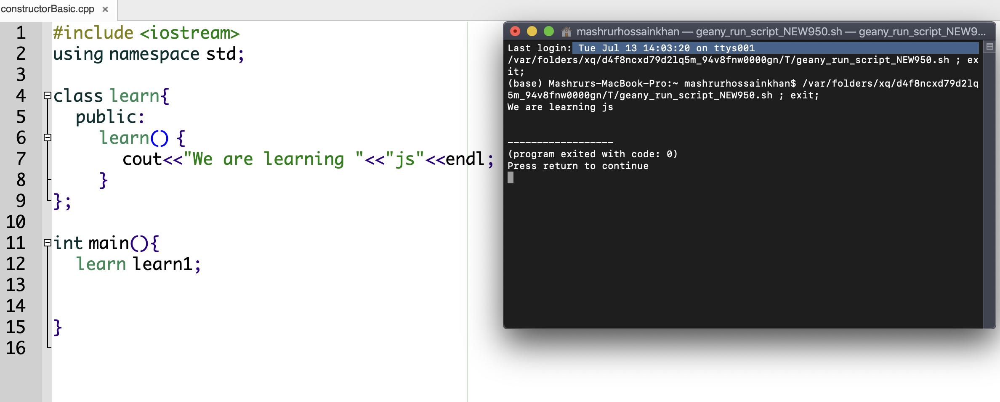 constructorBasic.cpp ×
1 #include <iostream>
2 using namespace std;
3
4 class learn{
5 public:
6 learn() {
7 cout<<"We are learning "<<"js"<<endl;
8 }
9 };
10
11 int main(){
12 learn learn1;
13
14
15 }
16
mashrurhossainkhan — geany_run_script_NEW950.sh — geany_run_script_NEW9...
Last login: Tue Jul 13 14:03:20 on ttys001
/var/folders/xq/d4f8ncxd79d2lq5m_94v8fnw0000gn/T/geany_run_script_NEW950.sh ; ex
it;
(base) Mashrurs-MacBook-Pro:~ mashrurhossainkhan$ /var/folders/xq/d4f8ncxd79d2lq
5m_94v8fnw0000gn/T/geany_run_script_NEW950.sh ; exit;
We are learning js
------------------
(program exited with code: 0)
Press return to continue